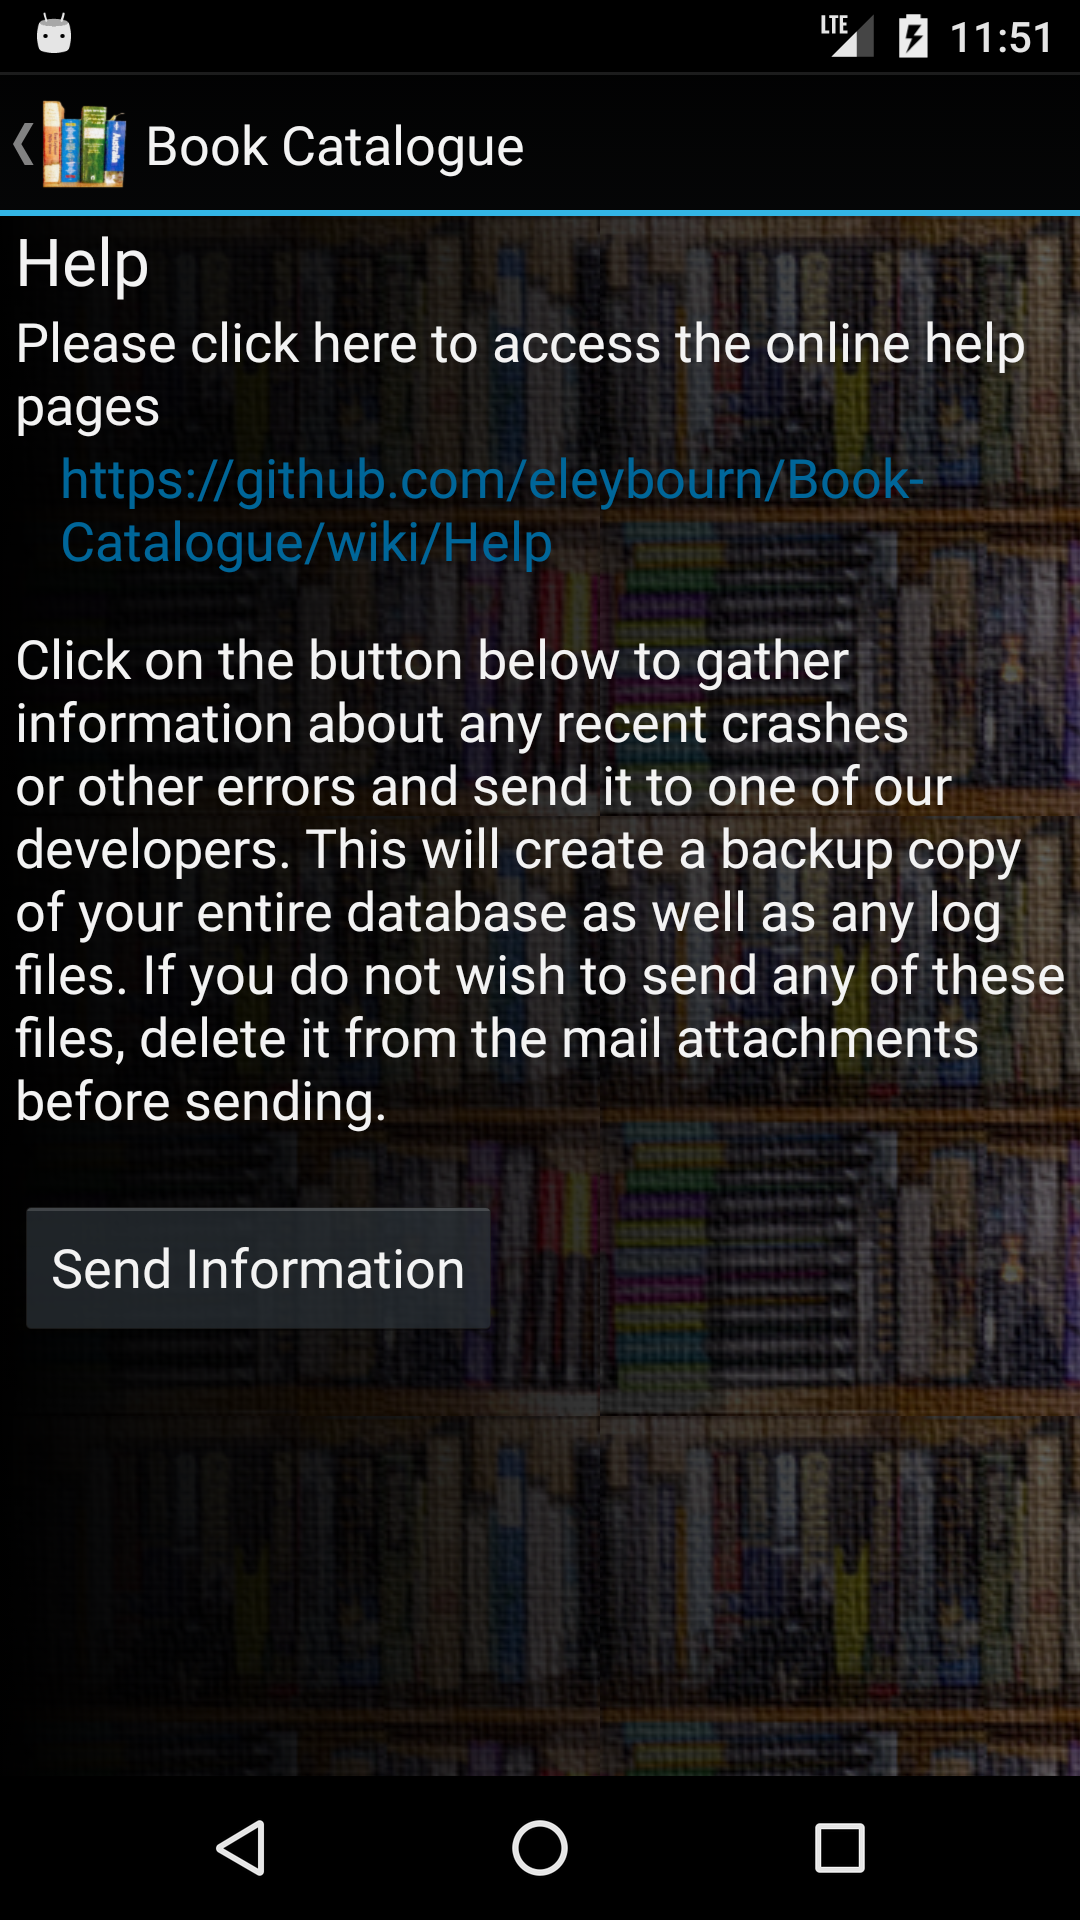 LTE 11:51
Book Catalogue
Help
Please click here to access the online help
pages
https://github.com/eleybourn/Book-
Catalogue/wiki/Help
Click on the button below to gather
information about any recent crashes
or other errors and send it to one of our
developers. This will create a backup copy
of your entire database as well as any log
files. If you do not wish to send any of these
files, delete it from the mail attachments
before sending.
Send Information